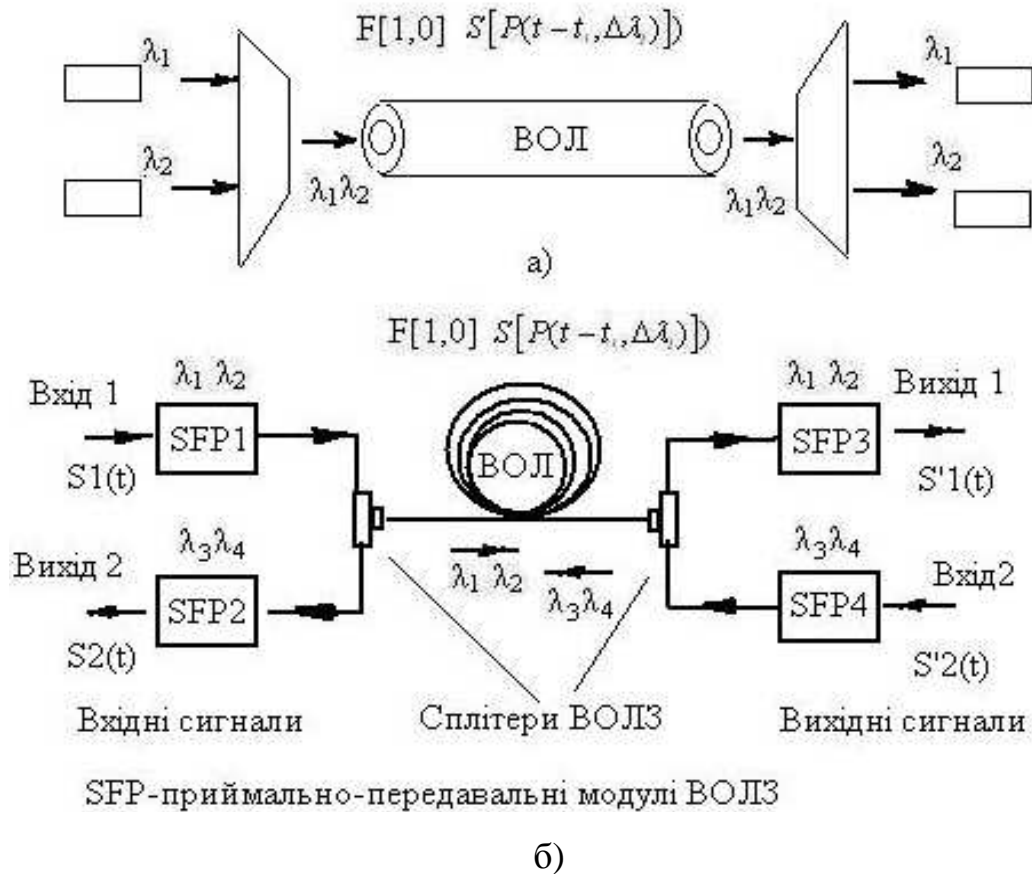 F[1,0] S[P(t−tᵢ,Δλᵢ)])
λ1 λ1
ВОЛ
λ2 λ2
λ1λ2 λ1λ2
а)
F[1,0] S[P(t−tᵢ,Δλᵢ)])
λ1 λ2 λ1 λ2
Вхід 1 Вихід 1
SFP1 ВОЛ SFP3
S1(t) S'1(t)
λ3λ4 λ3λ4
Вихід 2 λ1 λ2 Вхід2
SFP2 λ3λ4 SFP4
S2(t) S'2(t)
Вхідні сигнали Сплітери ВОЛЗ Вихідні сигнали
SFP-приймально-передавальні модулі ВОЛЗ
б)